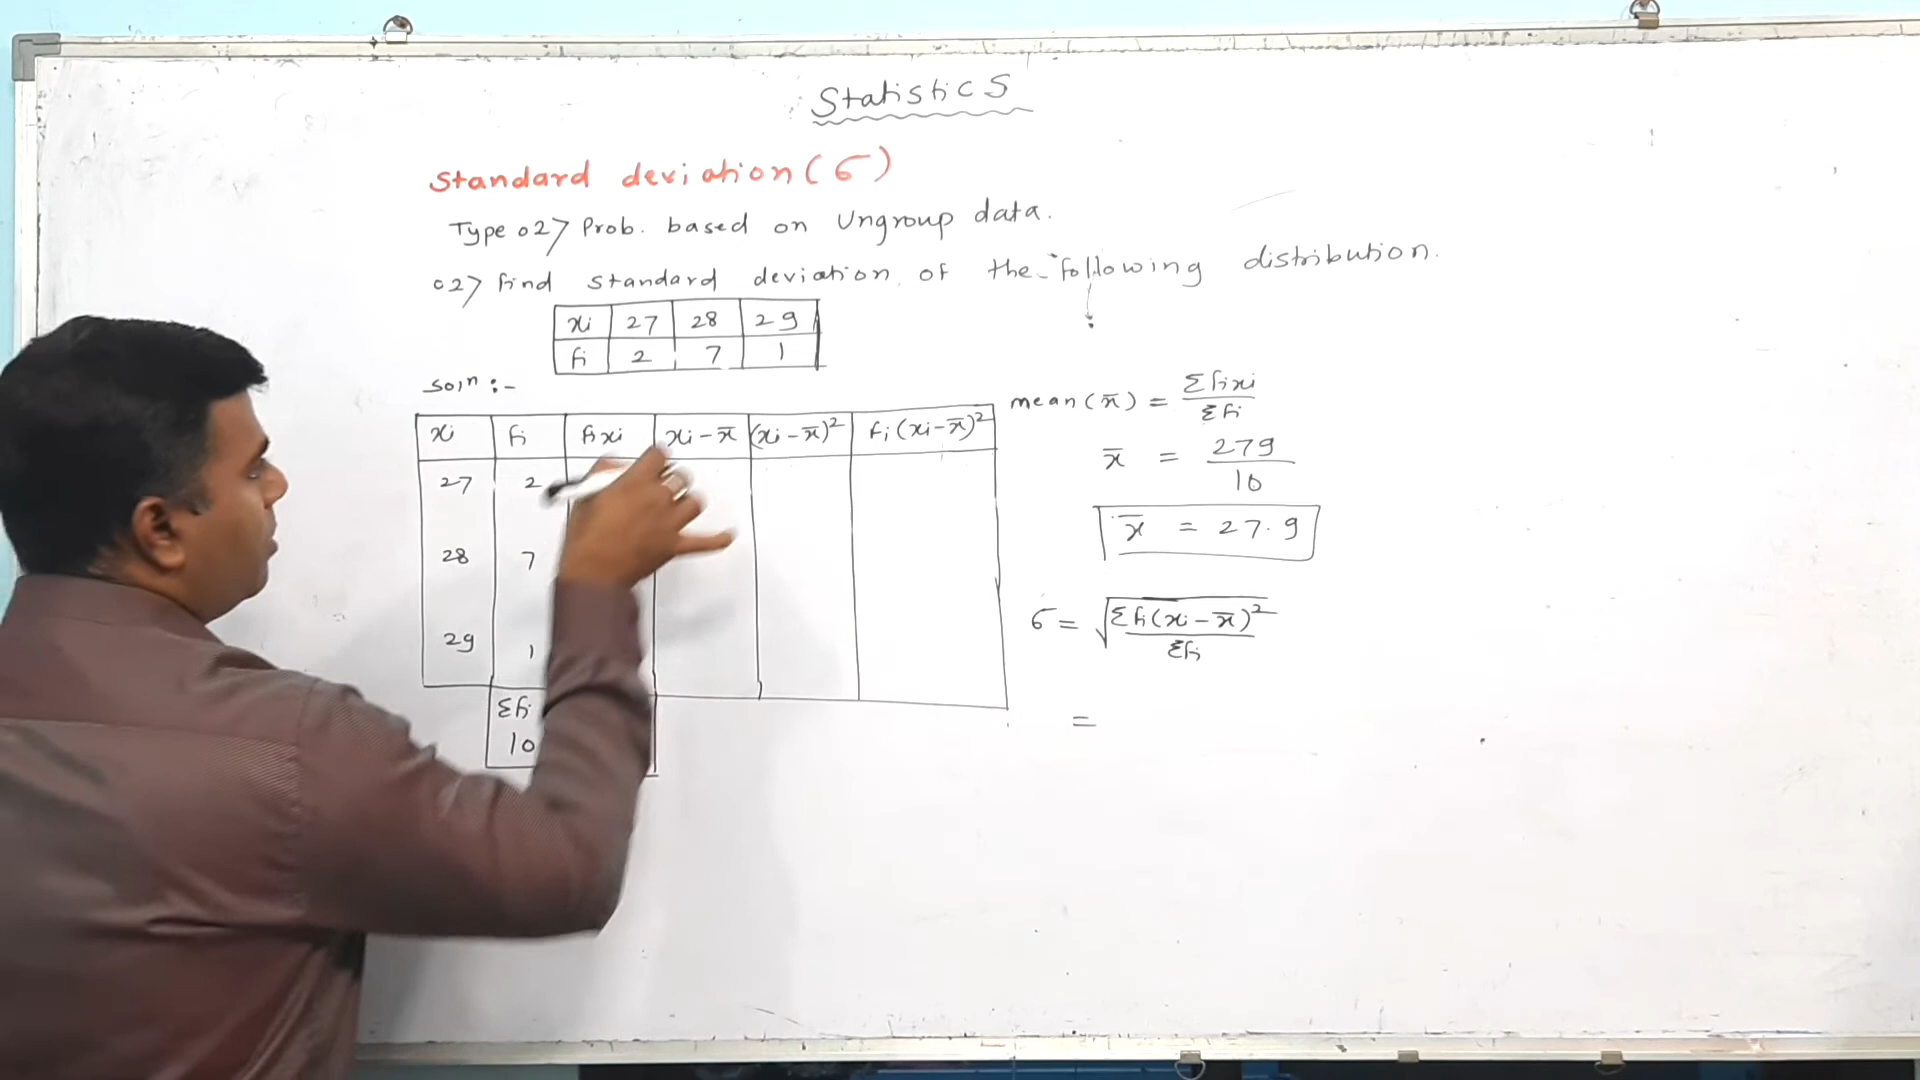 Statistics
Standard deviation (σ)
Type 02> Prob. based on Ungroup data.
02> Find standard deviation of the following distribution.
xi 27 28 29
fi 2 7 1
Soln :-
xi fi fixi xi-x̄ (xi-x̄)² fi(xi-x̄)²
27 2
28 7
29 1
Σfi
10
mean (x̄) = Σfixi / Σfi
x̄ = 279 / 10
x̄ = 27.9
σ = √(Σfi(xi-x̄)² / Σfi)
=